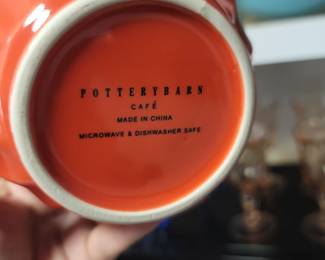 POTTERYBARN
CAFÉ
MADE IN CHINA
MICROWAVE & DISHWASHER SAFE